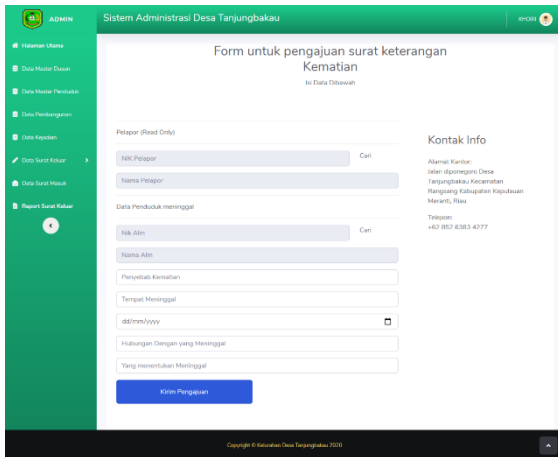 ADMIN
Sistem Administrasi Desa Tanjungbakau
KHORI
Halaman Utama
Data Master Dusun
Data Master Penduduk
Data Pembangunan
Data Kejadian
Data Surat Keluar
Data Surat Masuk
Report Surat Keluar
Form untuk pengajuan surat keterangan
Kematian
Isi Data Dibawah
Pelapor (Read Only)
NIK Pelapor
Cari
Nama Pelapor
Data Penduduk meninggal
Nik Alm
Cari
Nama Alm
Penyebab Kematian
Tempat Meninggal
dd/mm/yyyy
Hubungan Dengan yang Meninggal
Yang menentukan Meninggal
Kirim Pengajuan
Kontak Info
Alamat Kantor:
Jalan diponegoro Desa
Tanjungbakau Kecamatan
Rangsang Kabupaten Kepulauan
Meranti, Riau
Telepon:
+62 852 6383 4277
Copyright © Kelurahan Desa Tanjungbakau 2020